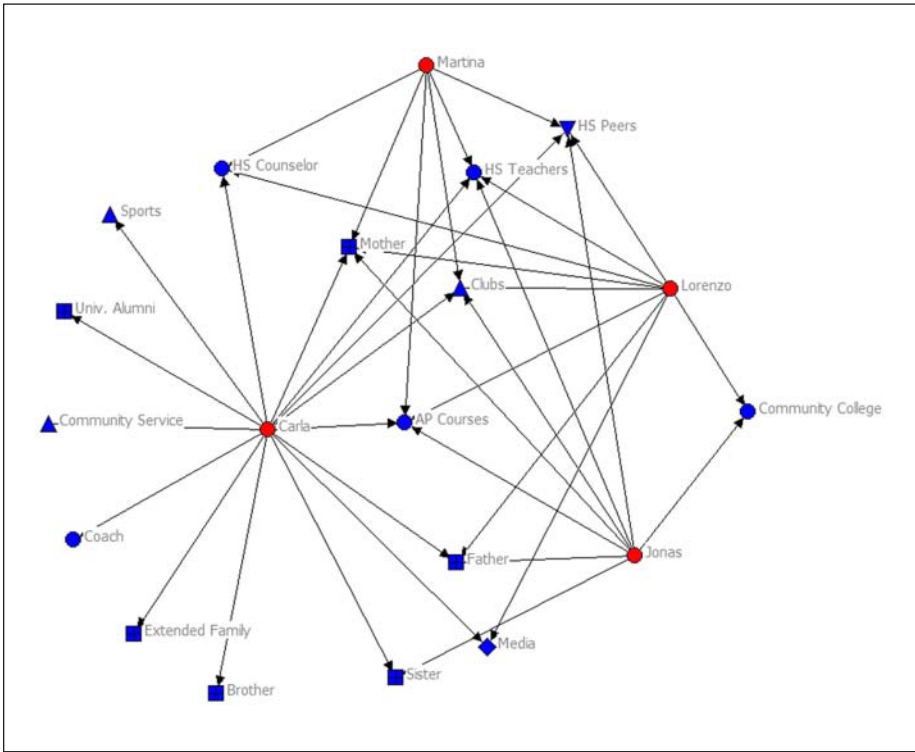 Martina
HS Peers
HS Counselor
HS Teachers
Sports
Mother
Clubs
Lorenzo
Univ. Alumni
Community College
Community Service
Carla
AP Courses
Coach
Father
Jonas
Extended Family
Media
Sister
Brother